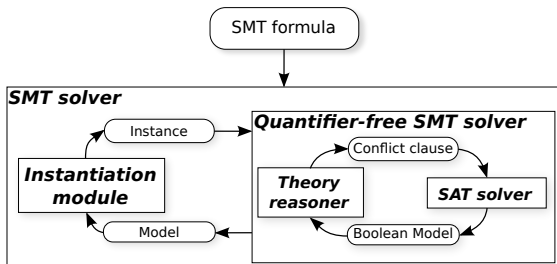 SMT formula
SMT solver
Instance
Quantifier-free SMT solver
Conflict clause
Instantiation
module
Theory
reasoner
SAT solver
Model
Boolean Model